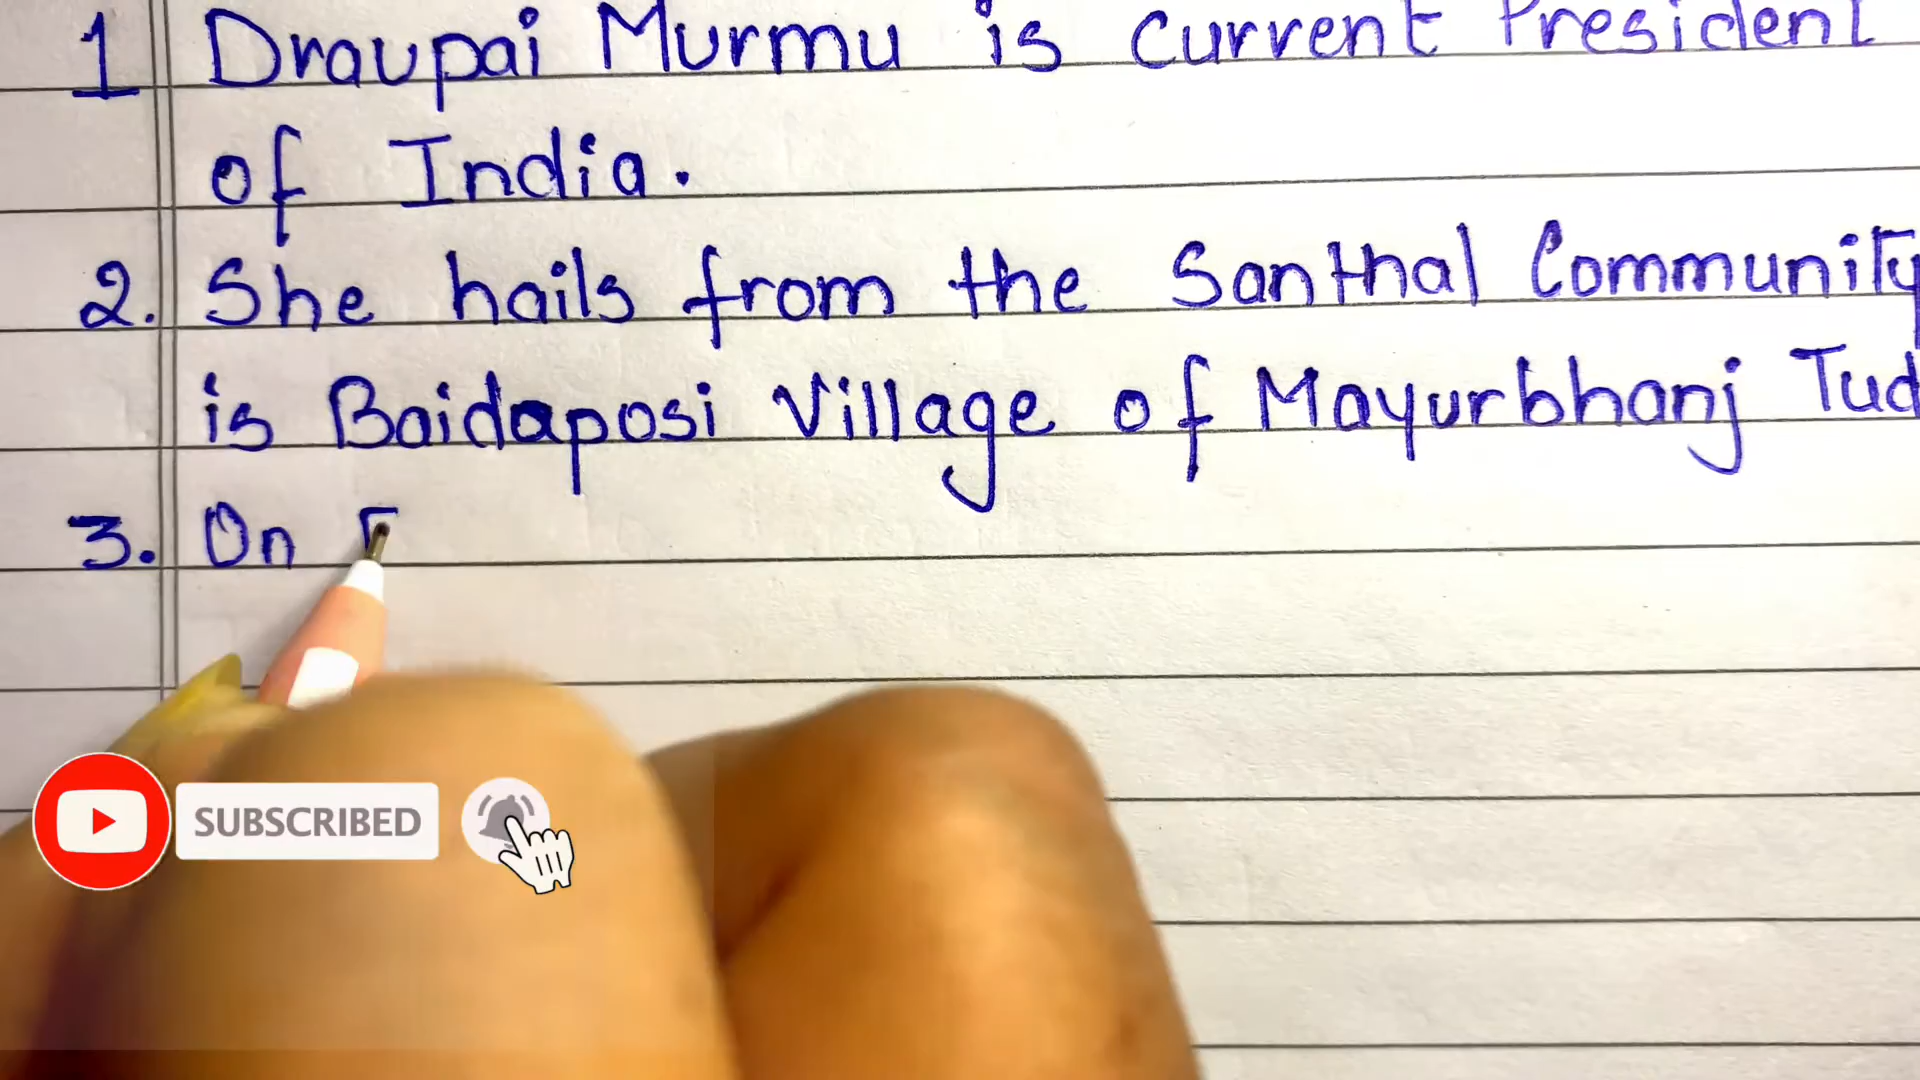 1 Draupai Murmu is current President
of India.
2. She hails from the Santhal Community
is Baidaposi Village of Mayurbhanj Tud
3. On
SUBSCRIBED